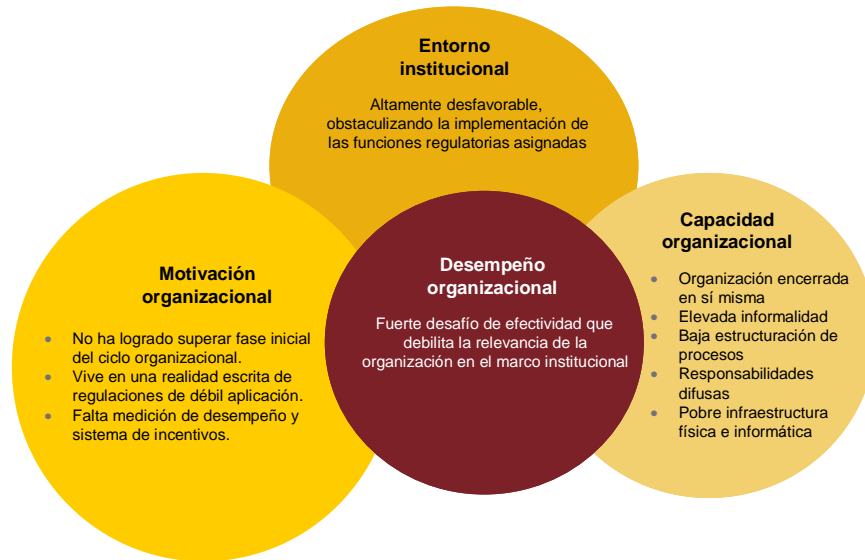 Entorno
institucional
Altamente desfavorable,
obstaculizando la implementación de
las funciones regulatorias asignadas
Motivación
organizacional
• No ha logrado superar fase inicial
del ciclo organizacional.
• Vive en una realidad escrita de
regulaciones de débil aplicación.
• Falta medición de desempeño y
sistema de incentivos.
Desempeño
organizacional
Fuerte desafío de efectividad que
debilita la relevancia de la
organización en el marco institucional
Capacidad
organizacional
• Organización encerrada
en sí misma
• Elevada informalidad
• Baja estructuración de
procesos
• Responsabilidades
difusas
• Pobre infraestructura
física e informática